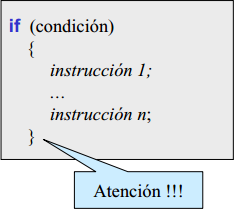 if (condición)
{
instrucción 1;
...
instrucción n;
}
Atención !!!